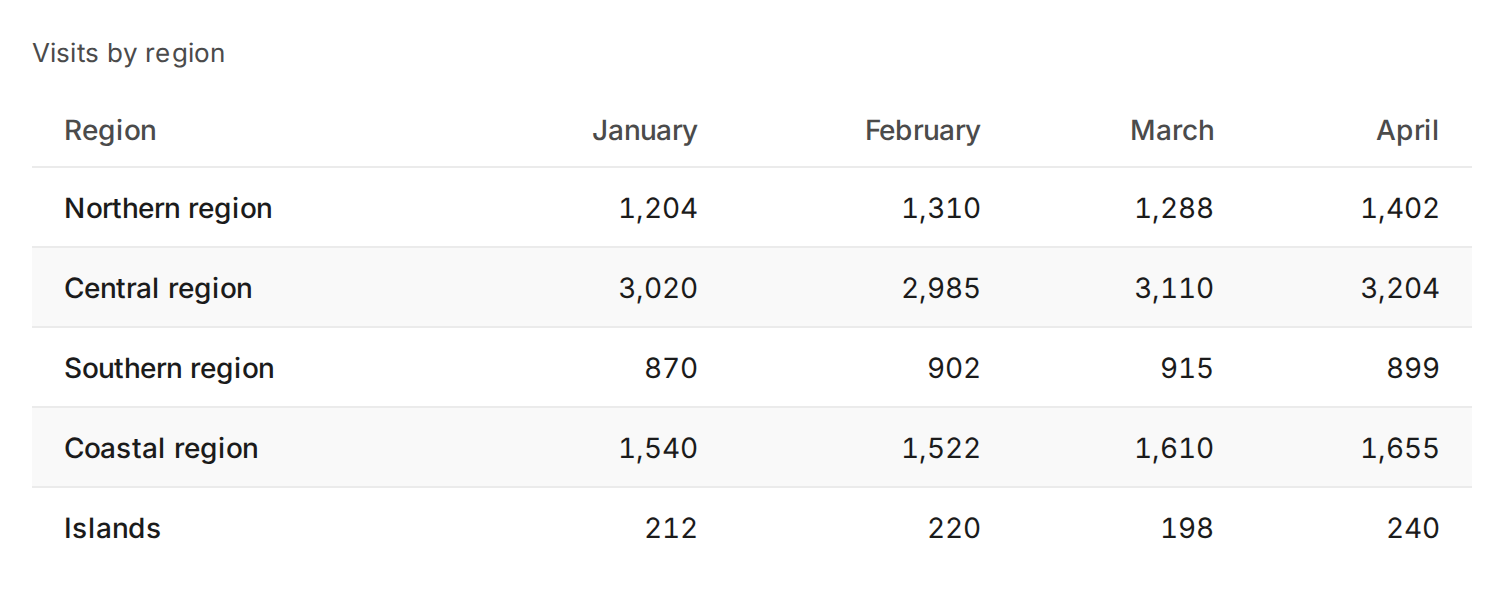 Visits by region
Region January February March April
Northern region 1,204 1,310 1,288 1,402
Central region 3,020 2,985 3,110 3,204
Southern region 870 902 915 899
Coastal region 1,540 1,522 1,610 1,655
Islands 212 220 198 240